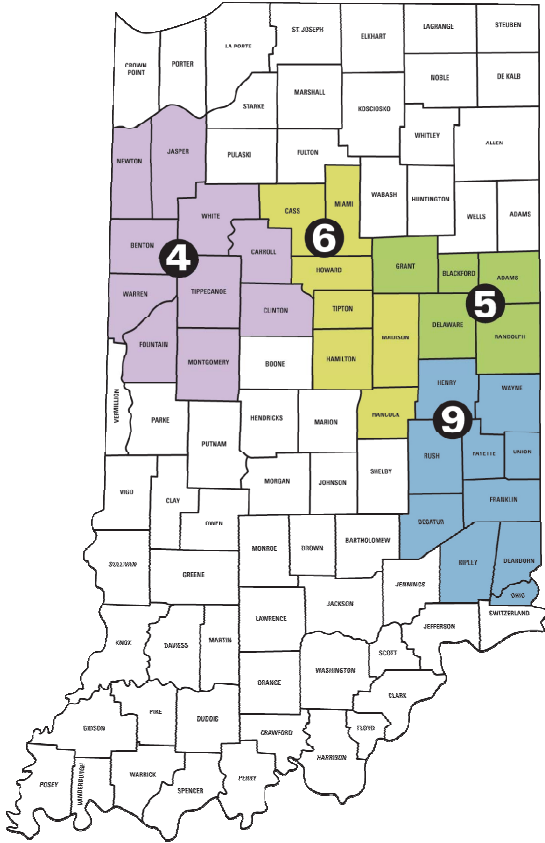 ST. JOSEPH
LAGRANGE
STEUBEN
ELKHART
LA PORTE
CROWN
POINT
PORTER
NOBLE
DE KALB
MARSHALL
STARKE
KOSCIOSKO
WHITLEY
ALLEN
JASPER
NEWTON
PULASKI
FULTON
WABASH
HUNTINGTON
MIAMI
CASS
WHITE
WELLS
ADAMS
6
BENTON
4
CARROLL
GRANT
BLACKFORD
ADAMS
HOWARD
WARREN
TIPPECANOE
5
CLINTON
TIPTON
DELAWARE
RANDOLPH
MADISON
FOUNTAIN
MONTGOMERY
BOONE
HAMILTON
HENRY
WAYNE
VERMILLION
PARKE
HENDRICKS
MARION
HANCOLK
9
PUTNAM
RUSH
FAYETTE
UNION
SHELBY
MORGAN
JOHNSON
VIGO
CLAY
FRANKLIN
OWEN
DECATUR
MONROE
BROWN
BARTHOLOMEW
SULLIVAN
GREENE
RIPLEY
DEARBORN
JENNINGS
OHIO
JACKSON
LAWRENCE
SWITZERLAND
JEFFERSON
KNOX
DAVIESS
MARTIN
SCOTT
WASHINGTON
ORANGE
CLARK
PIKE
DUBOIS
GIBSON
FLOYD
CRAWFORD
HARRISON
WARRICK
PERRY
POSEY
VANDERBURGH
SPENCER